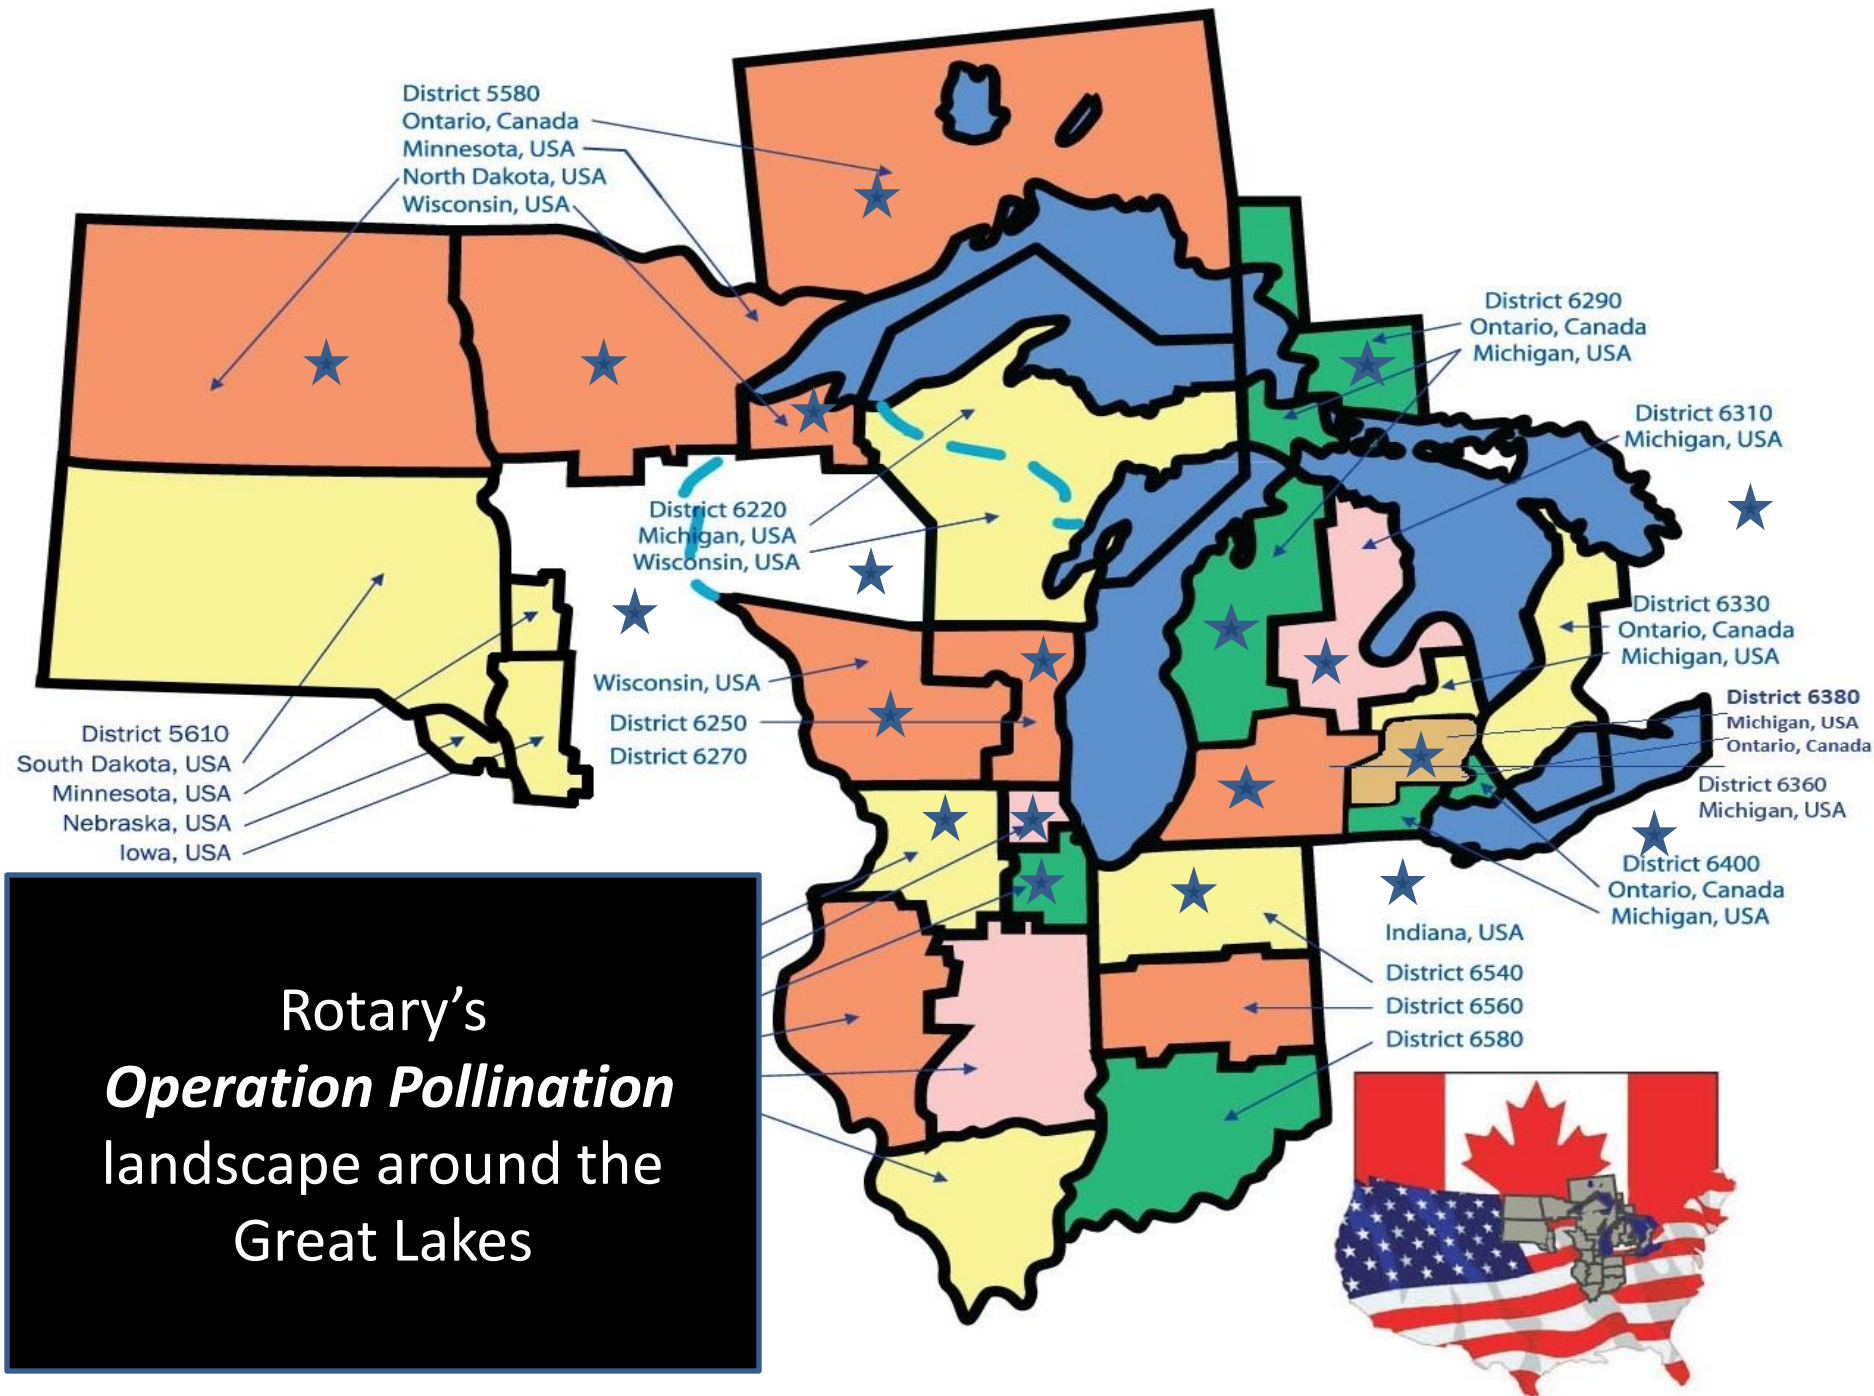 District 5580
Ontario, Canada
Minnesota, USA
North Dakota, USA
Wisconsin, USA
District 6290
Ontario, Canada
Michigan, USA
District 6310
Michigan, USA
District 6220
Michigan, USA
Wisconsin, USA
District 6330
Ontario, Canada
Michigan, USA
Wisconsin, USA
District 6250
District 6270
District 6380
Michigan, USA
Ontario, Canada
District 6360
Michigan, USA
District 5610
South Dakota, USA
Minnesota, USA
Nebraska, USA
Iowa, USA
District 6400
Ontario, Canada
Michigan, USA
Indiana, USA
District 6540
District 6560
District 6580
Rotary’s
Operation Pollination
landscape around the
Great Lakes